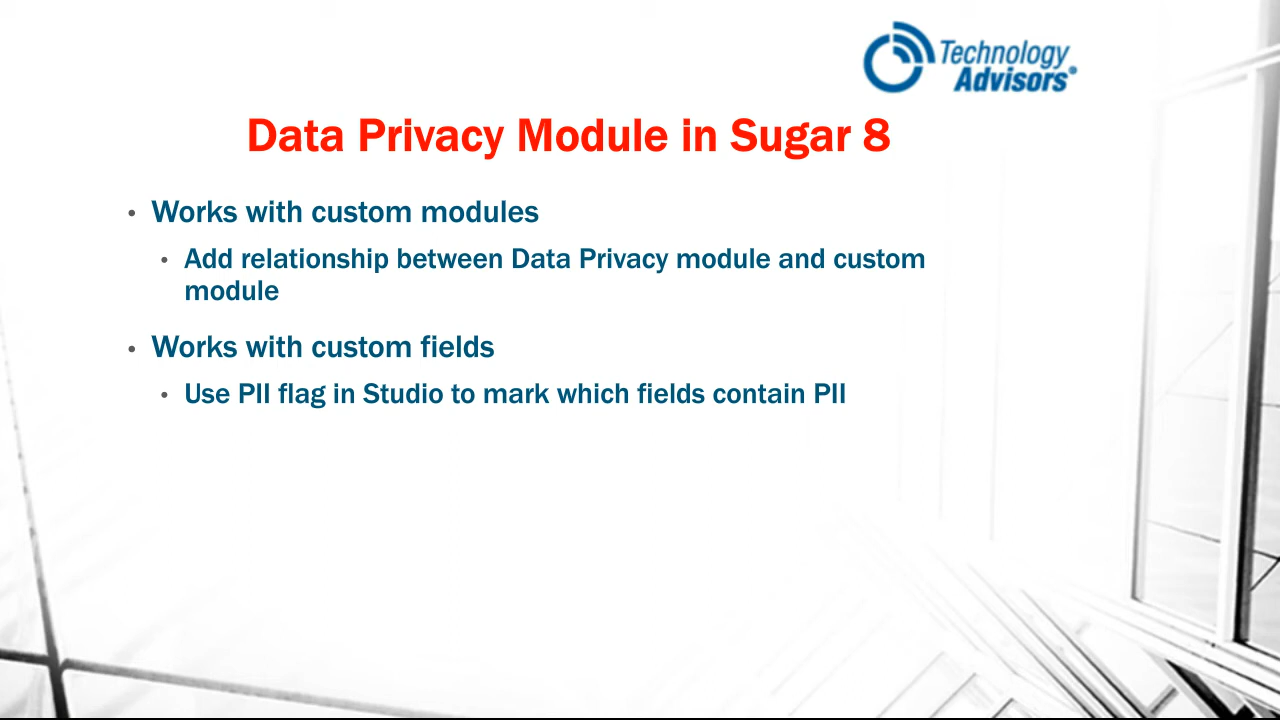 Technology
Advisors®
Data Privacy Module in Sugar 8
• Works with custom modules
• Add relationship between Data Privacy module and custom
module
• Works with custom fields
• Use PII flag in Studio to mark which fields contain PII